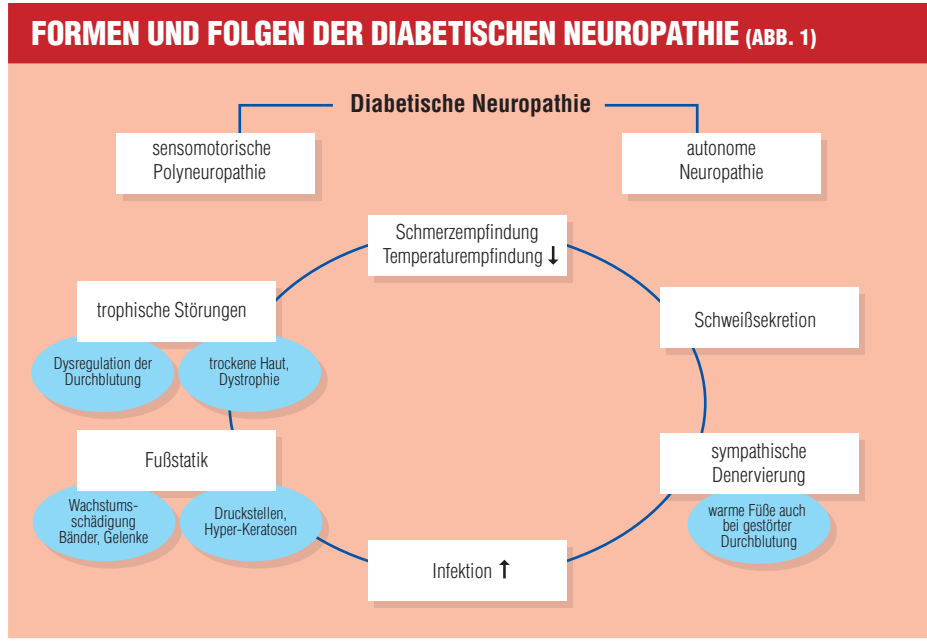 FORMEN UND FOLGEN DER DIABETISCHEN NEUROPATHIE (ABB. 1)
Diabetische Neuropathie
sensomotorische
Polyneuropathie
autonome
Neuropathie
Schmerzempfindung
Temperaturempfindung ↓
trophische Störungen
Dysregulation der
Durchblutung
trockene Haut,
Dystrophie
Schweißsekretion
Fußstatik
Wachstums-
schädigung
Bänder, Gelenke
Druckstellen,
Hyper-Keratosen
sympathische
Denervierung
warme Füße auch
bei gestörter
Durchblutung
Infektion ↑